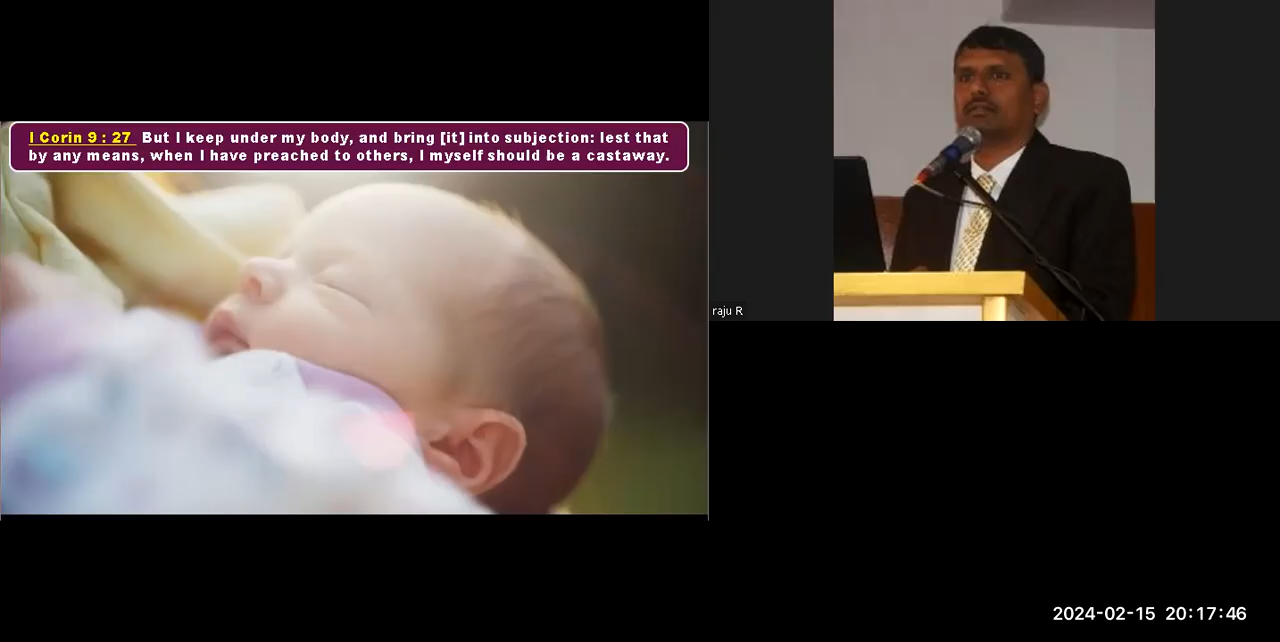 I Corin 9 : 27 But I keep under my body, and bring [it] into subjection: lest that
by any means, when I have preached to others, I myself should be a castaway.
raju R
2024-02-15 20:17:46